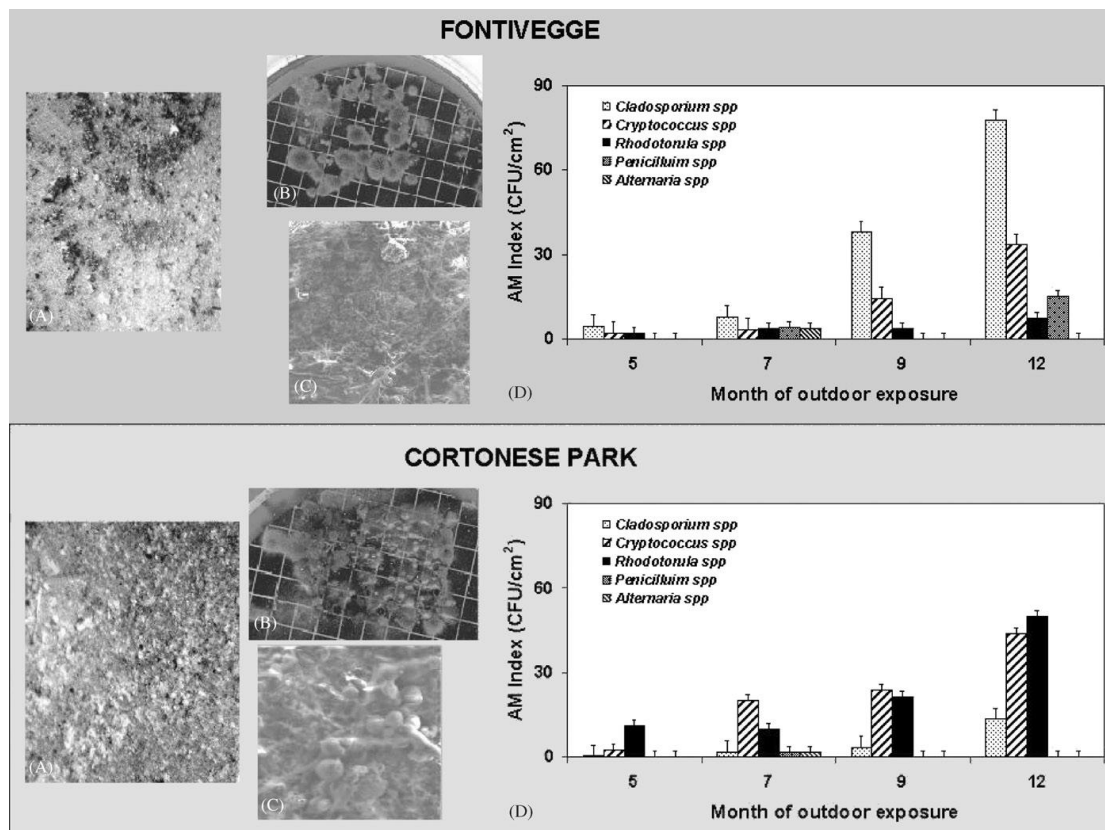 FONTIVEGGE
(A)
(B)
(C)
(D)
AM Index (CFU/cm²)
90
60
30
0
Cladosporium spp
Cryptococcus spp
Rhodotorula spp
Penicilluim spp
Alternaria spp
5 7 9 12
Month of outdoor exposure
CORTONESE PARK
(A)
(B)
(C)
(D)
AM Index (CFU/cm²)
90
60
30
0
Cladosporium spp
Cryptococcus spp
Rhodotorula spp
Penicilluim spp
Alternaria spp
5 7 9 12
Month of outdoor exposure